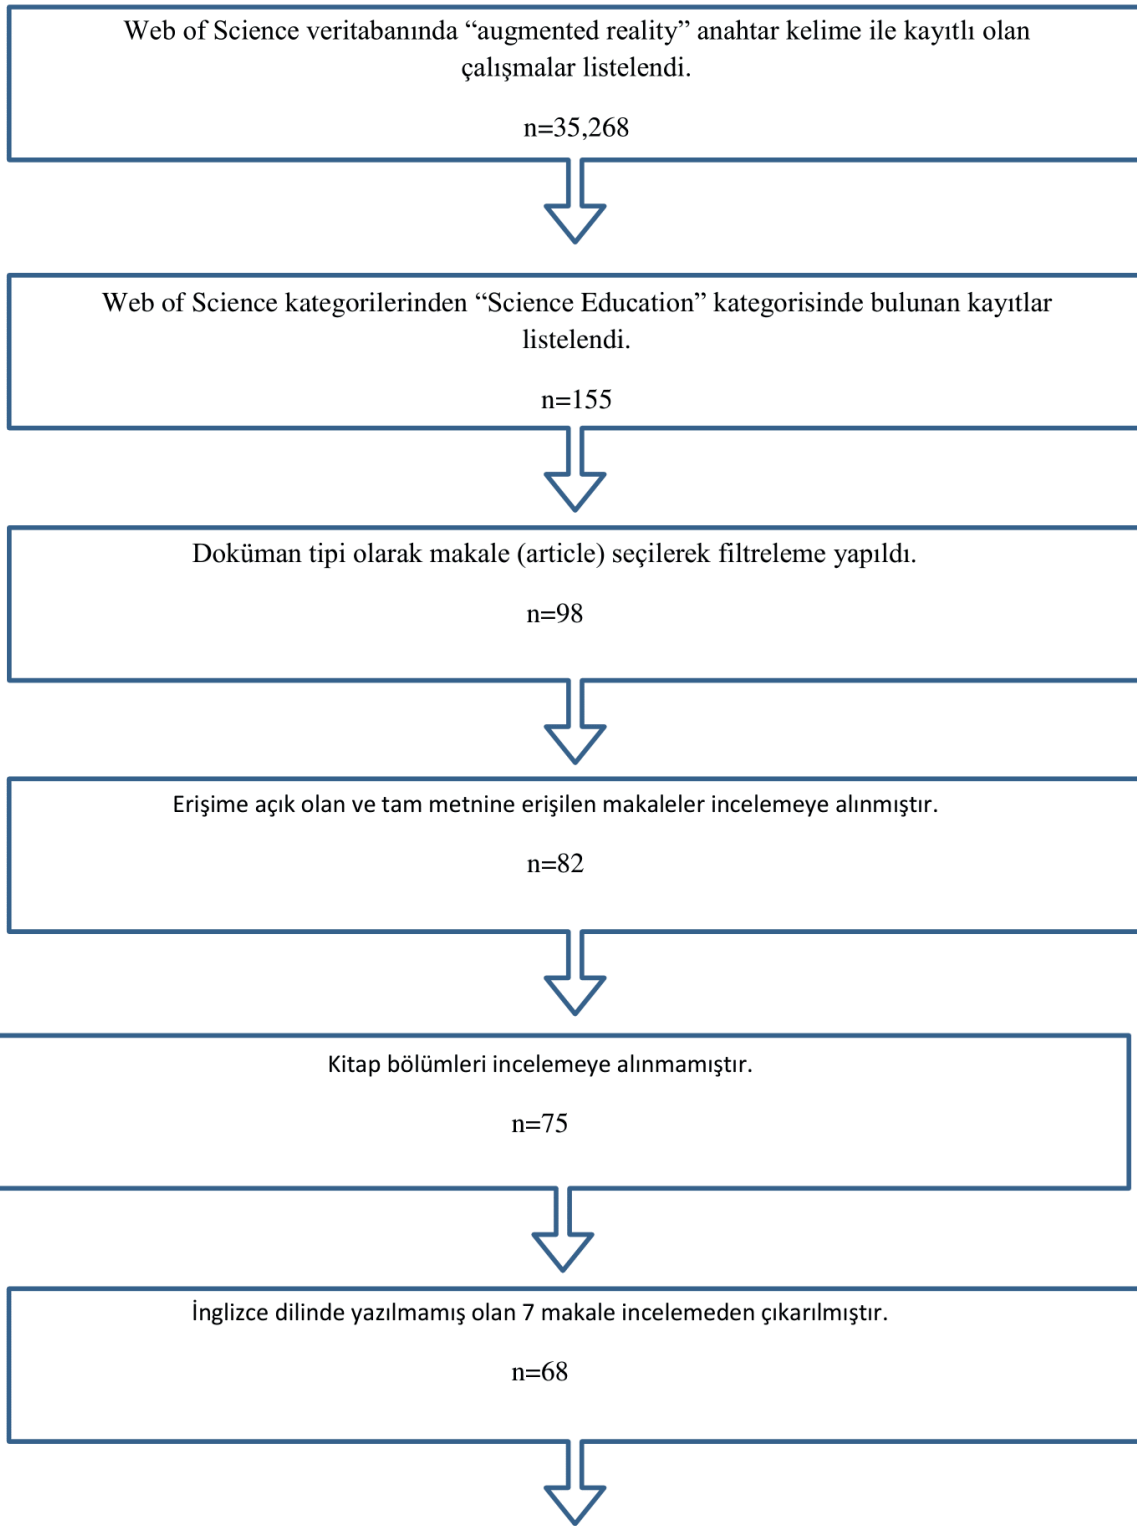 Web of Science veritabanında “augmented reality” anahtar kelime ile kayıtlı olan
çalışmalar listelendi.
n=35,268
Web of Science kategorilerinden “Science Education” kategorisinde bulunan kayıtlar
listelendi.
n=155
Doküman tipi olarak makale (article) seçilerek filtreleme yapıldı.
n=98
Erişime açık olan ve tam metnine erişilen makaleler incelemeye alınmıştır.
n=82
Kitap bölümleri incelemeye alınmamıştır.
n=75
İnglizce dilinde yazılmamış olan 7 makale incelemeden çıkarılmıştır.
n=68